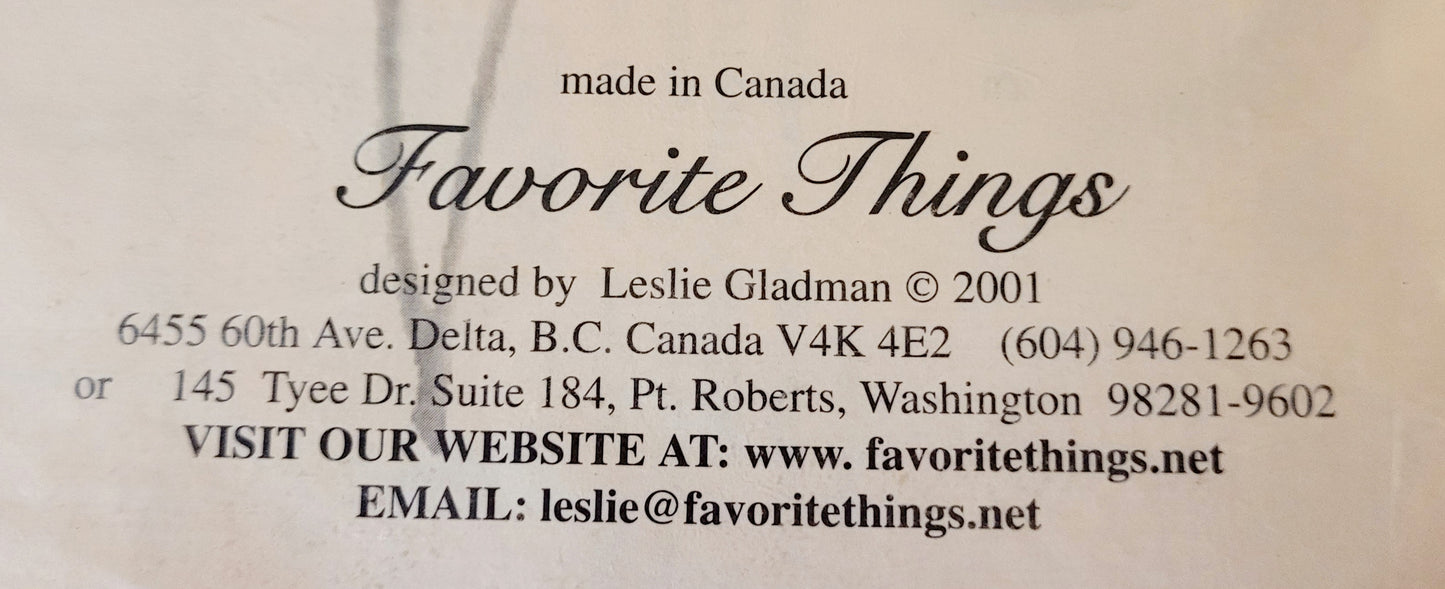 made in Canada
Favorite Things
designed by Leslie Gladman © 2001
6455 60th Ave. Delta, B.C. Canada V4K 4E2 (604) 946-1263
or 145 Tyee Dr. Suite 184, Pt. Roberts, Washington 98281-9602
VISIT OUR WEBSITE AT: www. favoritethings.net
EMAIL: leslie@favoritethings.net